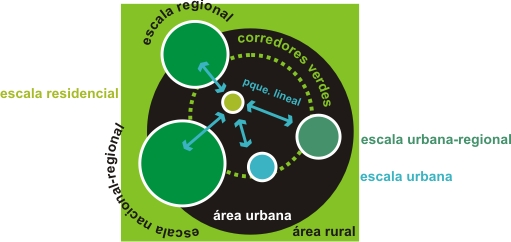 escala regional
corredores verdes
pque. lineal
escala residencial
escala urbana-regional
escala urbana
escala nacional-regional
área urbana
área rural